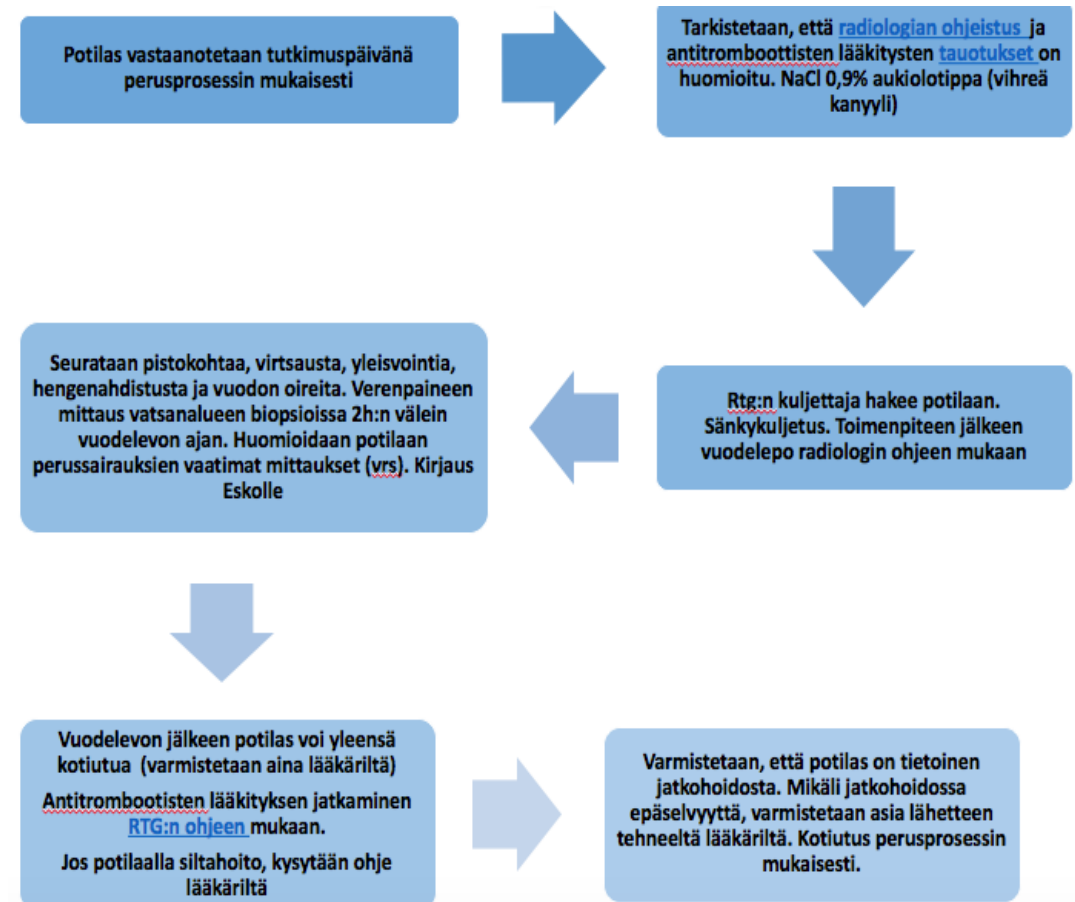 Potilas vastaanotetaan tutkimuspäivänä
perusprosessin mukaisesti
Tarkistetaan, että radiologian ohjeistus ja
antitromboottisten lääkitysten tauotukset on
huomioitu. NaCl 0,9% aukiolotippa (vihreä
kanyyli)
Rtg:n kuljettaja hakee potilaan.
Sänkykuljetus. Toimenpiteen jälkeen
vuodelepo radiologin ohjeen mukaan
Seurataan pistokohtaa, virtsausta, yleisvointia,
hengenahdistusta ja vuodon oireita. Verenpaineen
mittaus vatsanalueen biopsioissa 2h:n välein
vuodelevon ajan. Huomioidaan potilaan
perussairauksien vaatimat mittaukset (vrs). Kirjaus
Eskolle
Vuodelevon jälkeen potilas voi yleensä
kotiutua (varmistetaan aina lääkäriltä)
Antitrombootisten lääkityksen jatkaminen
RTG:n ohjeen mukaan.
Jos potilaalla siltahoito, kysytään ohje
lääkäriltä
Varmistetaan, että potilas on tietoinen
jatkohoidosta. Mikäli jatkohoidossa
epäselvyyttä, varmistetaan asia lähetteen
tehneeltä lääkäriltä. Kotiutus perusprosessin
mukaisesti.